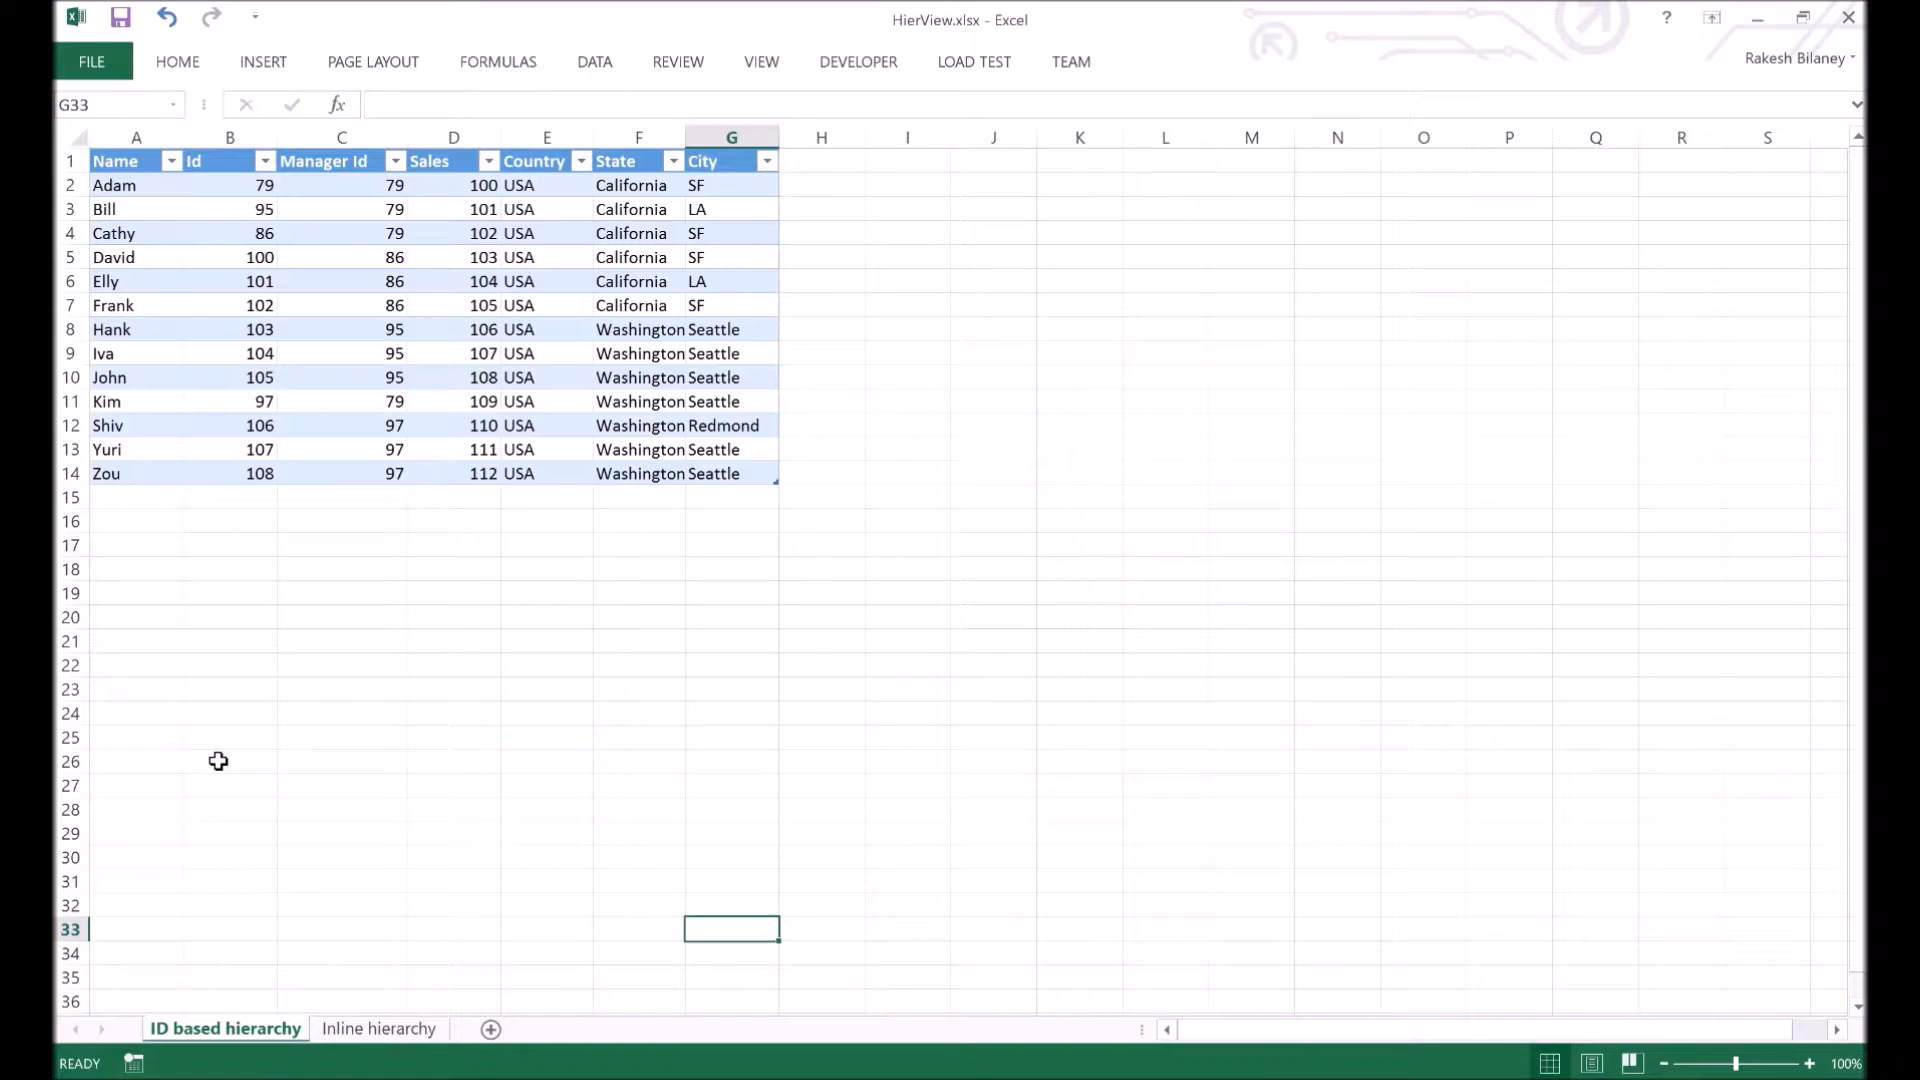 HierView.xlsx - Excel
?
FILE HOME INSERT PAGE LAYOUT FORMULAS DATA REVIEW VIEW DEVELOPER LOAD TEST TEAM Rakesh Bilaney
G33 fx
A B C D E F G H I J K L M N O P Q R S
1 Name Id Manager Id Sales Country State City
2 Adam 79 79 100 USA California SF
3 Bill 95 79 101 USA California LA
4 Cathy 86 79 102 USA California SF
5 David 100 86 103 USA California SF
6 Elly 101 86 104 USA California LA
7 Frank 102 86 105 USA California SF
8 Hank 103 95 106 USA Washington Seattle
9 Iva 104 95 107 USA Washington Seattle
10 John 105 95 108 USA Washington Seattle
11 Kim 97 79 109 USA Washington Seattle
12 Shiv 106 97 110 USA Washington Redmond
13 Yuri 107 97 111 USA Washington Seattle
14 Zou 108 97 112 USA Washington Seattle
15
16
17
18
19
20
21
22
23
24
25
26
27
28
29
30
31
32
33
34
35
36
ID based hierarchy Inline hierarchy
READY 100%